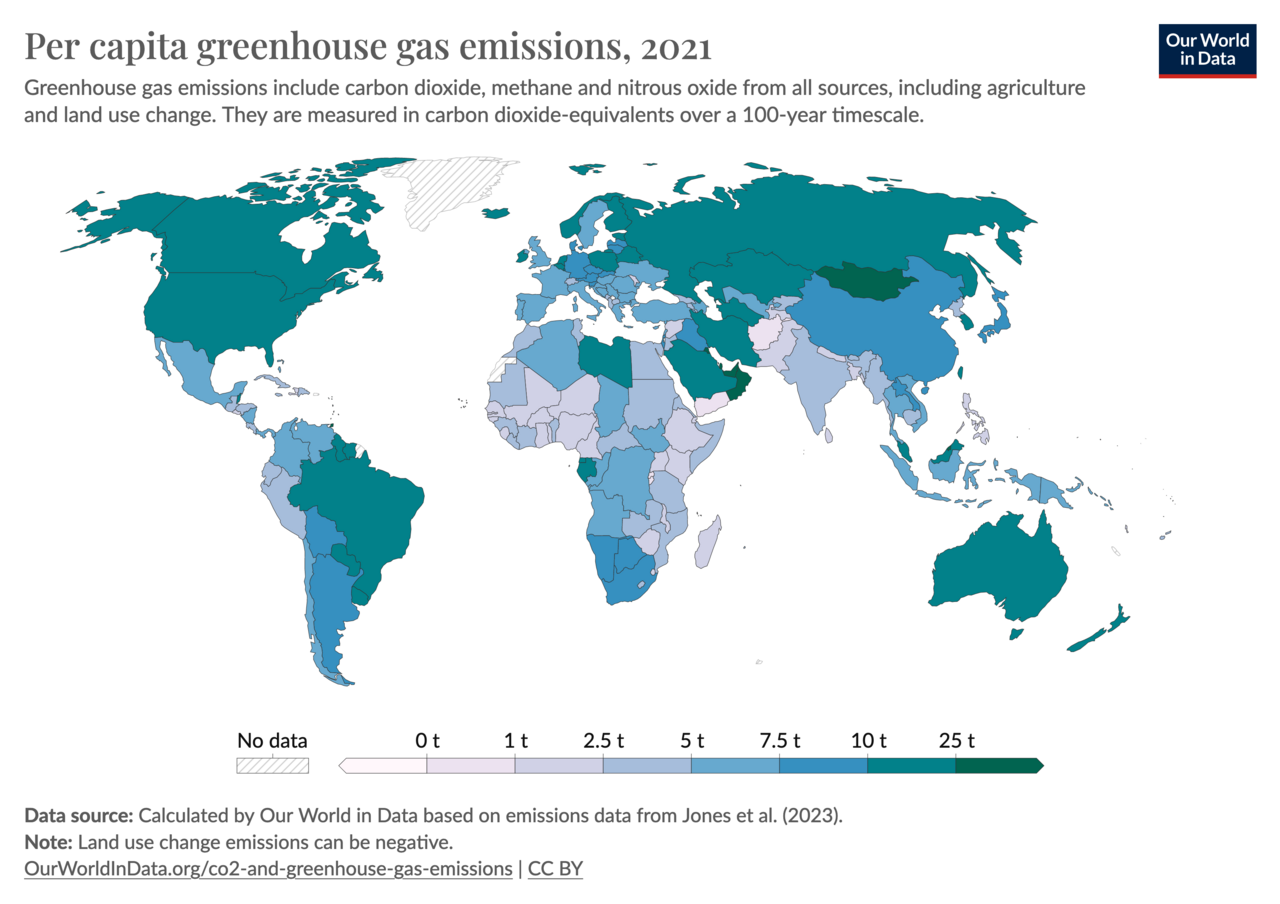 Per capita greenhouse gas emissions, 2021
Our World
in Data
Greenhouse gas emissions include carbon dioxide, methane and nitrous oxide from all sources, including agriculture
and land use change. They are measured in carbon dioxide-equivalents over a 100-year timescale.
No data
0 t
1 t
2.5 t
5 t
7.5 t
10 t
25 t
Data source: Calculated by Our World in Data based on emissions data from Jones et al. (2023).
Note: Land use change emissions can be negative.
OurWorldInData.org/co2-and-greenhouse-gas-emissions | CC BY